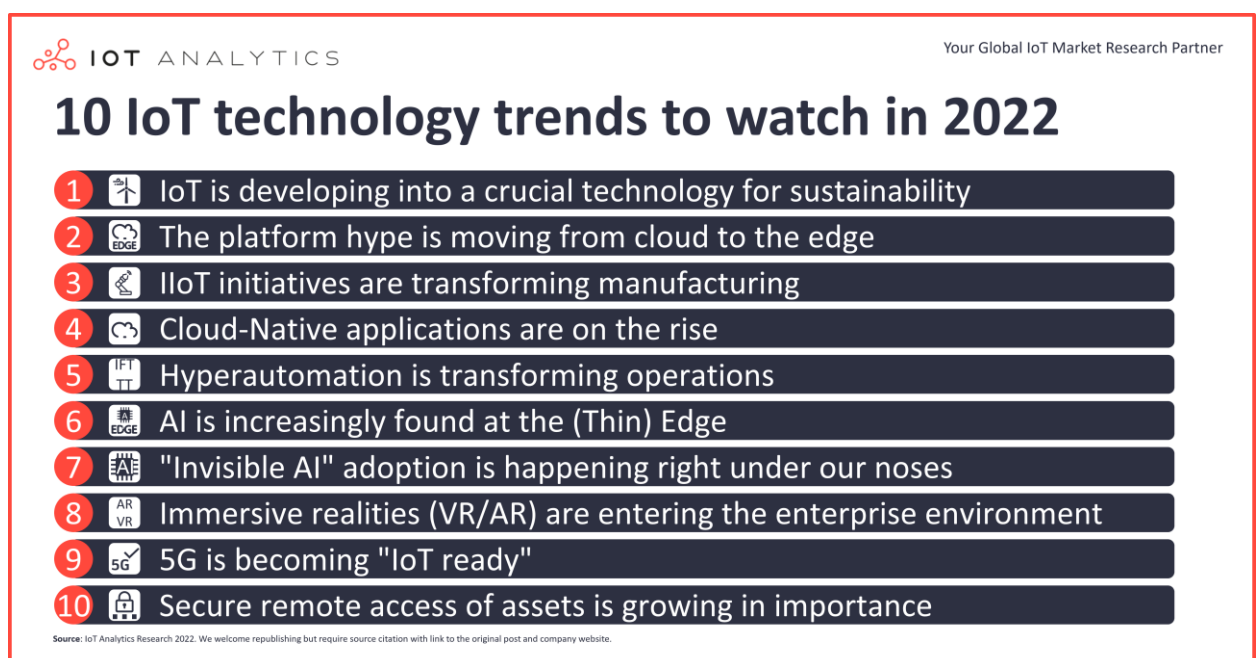 IOT ANALYTICS
Your Global IoT Market Research Partner
10 IoT technology trends to watch in 2022
1 IoT is developing into a crucial technology for sustainability
2 EDGE The platform hype is moving from cloud to the edge
3 IIoT initiatives are transforming manufacturing
4 Cloud-Native applications are on the rise
5 IFT TT Hyperautomation is transforming operations
6 AI EDGE AI is increasingly found at the (Thin) Edge
7 AI "Invisible AI" adoption is happening right under our noses
8 AR VR Immersive realities (VR/AR) are entering the enterprise environment
9 5G 5G is becoming "IoT ready"
10 Secure remote access of assets is growing in importance
Source: IoT Analytics Research 2022. We welcome republishing but require source citation with link to the original post and company website.